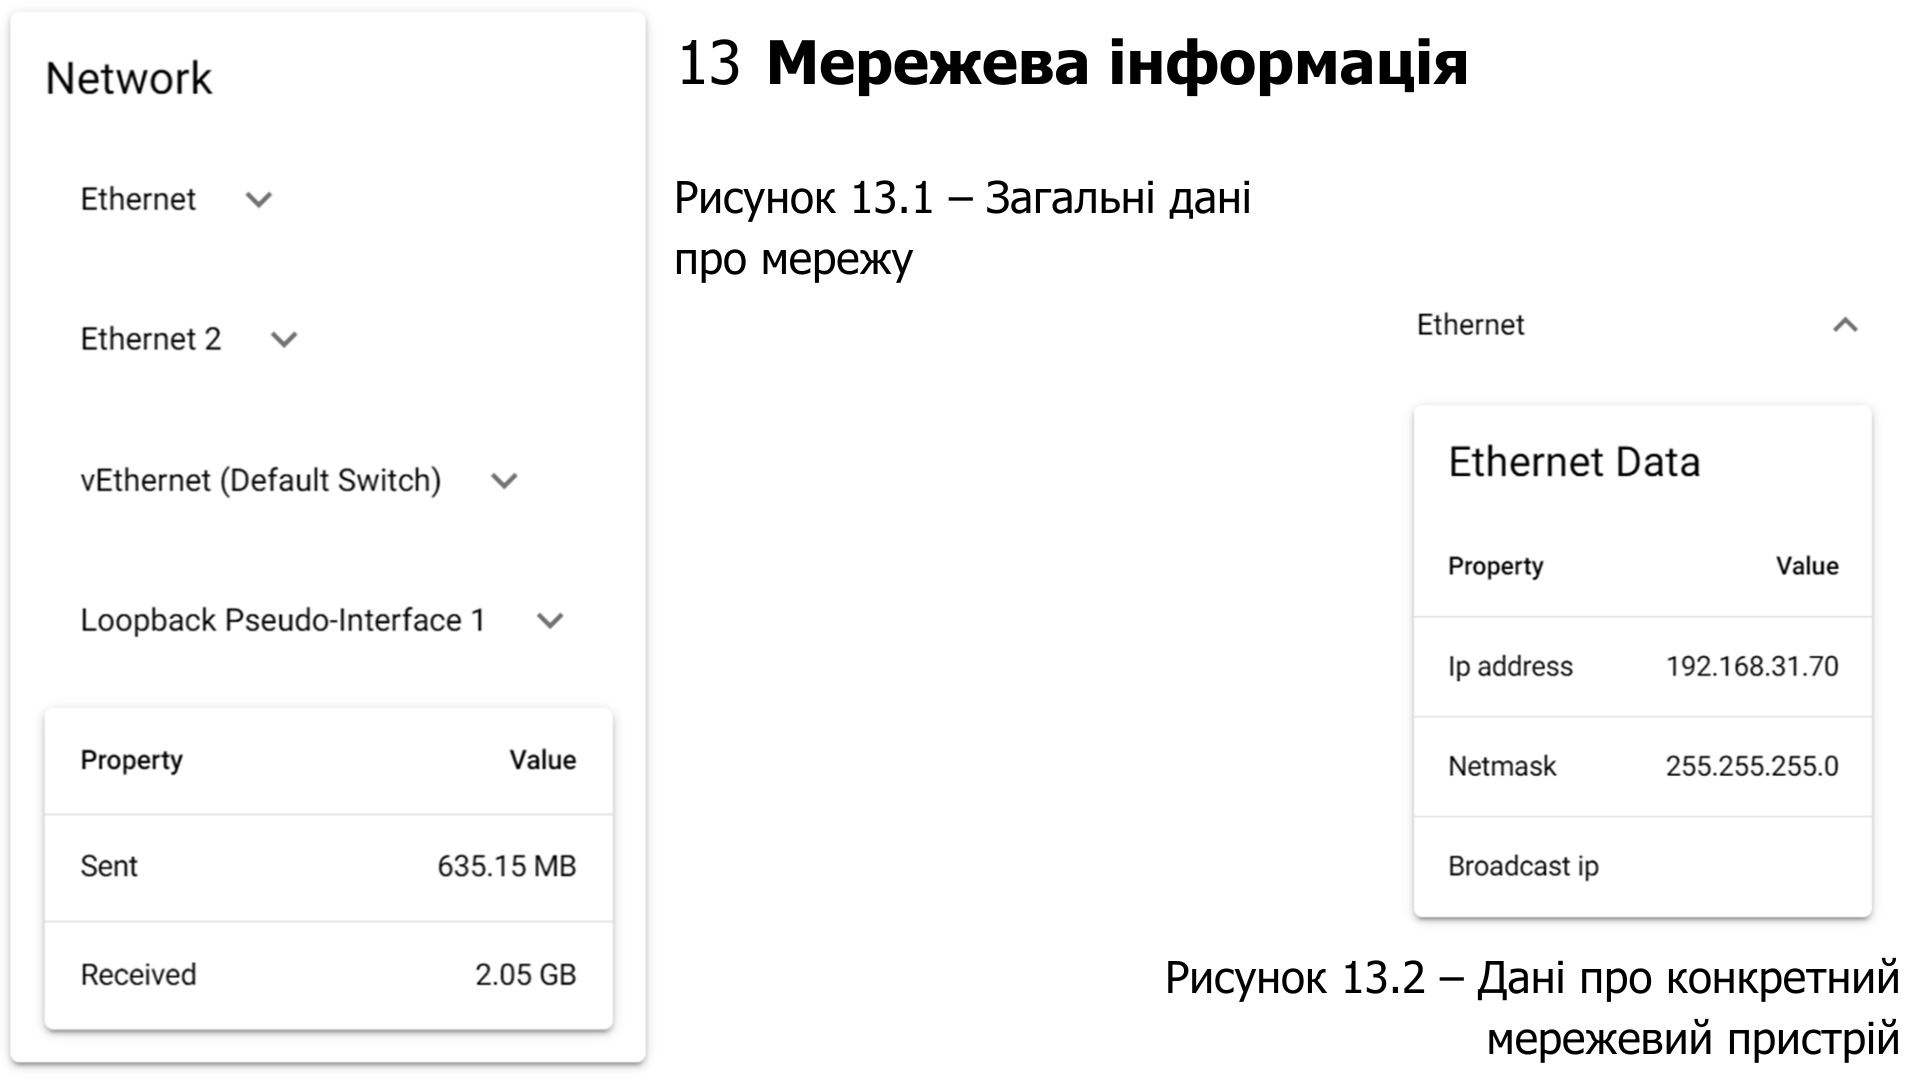 13 Мережева інформація
Network
Ethernet
Ethernet 2
vEthernet (Default Switch)
Loopback Pseudo-Interface 1
Property Value
Sent 635.15 MB
Received 2.05 GB
Рисунок 13.1 – Загальні дані
про мережу
Ethernet
Ethernet Data
Property Value
Ip address 192.168.31.70
Netmask 255.255.255.0
Broadcast ip
Рисунок 13.2 – Дані про конкретний
мережевий пристрій